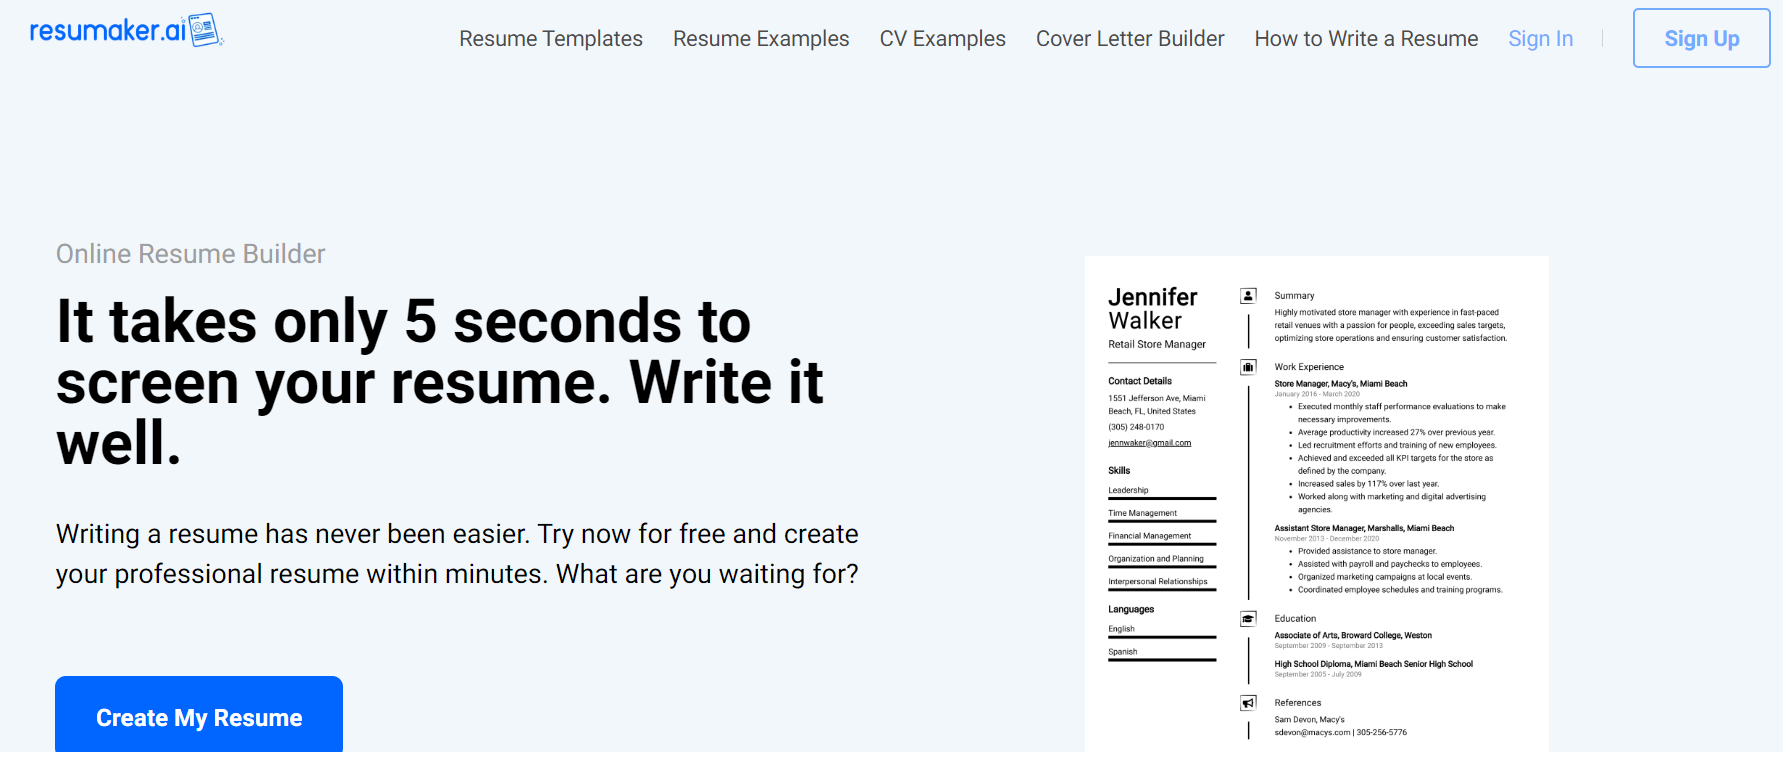 resumaker.ai
Resume Templates
Resume Examples
CV Examples
Cover Letter Builder
How to Write a Resume
Sign In
Sign Up
Online Resume Builder
It takes only 5 seconds to
screen your resume. Write it
well.
Writing a resume has never been easier. Try now for free and create
your professional resume within minutes. What are you waiting for?
Create My Resume
Jennifer
Walker
Retail Store Manager
Contact Details
1551 Jefferson Ave, Miami
Beach, FL, United States
(305) 248-0170
jennwaker@gmail.com
Skills
Leadership
Time Management
Financial Management
Organization and Planning
Interpersonal Relationships
Languages
English
Spanish
Summary
Highly motivated store manager with experience in fast-paced
retail venues with a passion for people, exceeding sales targets,
optimizing store operations and ensuring customer satisfaction.
Work Experience
Store Manager, Macy's, Miami Beach
January 2016 - March 2020
• Executed monthly staff performance evaluations to make
necessary improvements.
• Average productivity increased 27% over previous year.
• Led recruitment efforts and training of new employees.
• Achieved and exceeded all KPI targets for the store as
defined by the company.
• Increased sales by 117% over last year.
• Worked along with marketing and digital advertising
agencies.
Assistant Store Manager, Marshalls, Miami Beach
November 2013 - December 2020
• Provided assistance to store manager.
• Assisted with payroll and paychecks to employees.
• Organized marketing campaigns at local events.
• Coordinated employee schedules and training programs.
Education
Associate of Arts, Broward College, Weston
September 2009 - September 2013
High School Diploma, Miami Beach Senior High School
September 2005 - July 2009
References
Sam Devon, Macy's
sdevon@macys.com | 305-256-5776